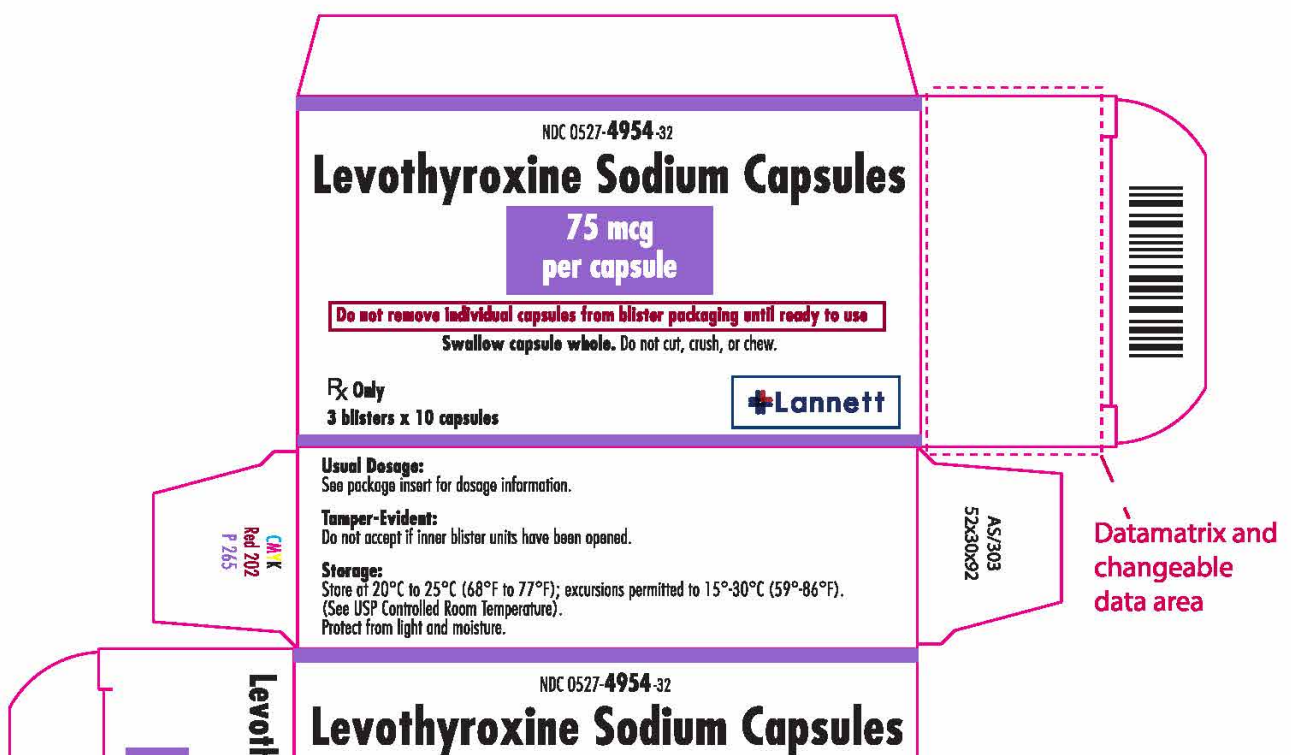 NDC 0527-4954-32
Levothyroxine Sodium Capsules
75 mcg
per capsule
Do not remove individual capsules from blister packaging until ready to use
Swallow capsule whole. Do not cut, crush, or chew.
Rx Only
3 blisters x 10 capsules
Lannett
Usual Dosage:
See package insert for dosage information.
Tamper-Evident:
Do not accept if inner blister units have been opened.
Storage:
Store at 20°C to 25°C (68°F to 77°F); excursions permitted to 15°-30°C (59°-86°F).
(See USP Controlled Room Temperature).
Protect from light and moisture.
CMYK
Red 202
P 265
AS/303
52x30x92
Datamatrix and
changeable
data area
NDC 0527-4954-32
Levothyroxine Sodium Capsules
Levoth